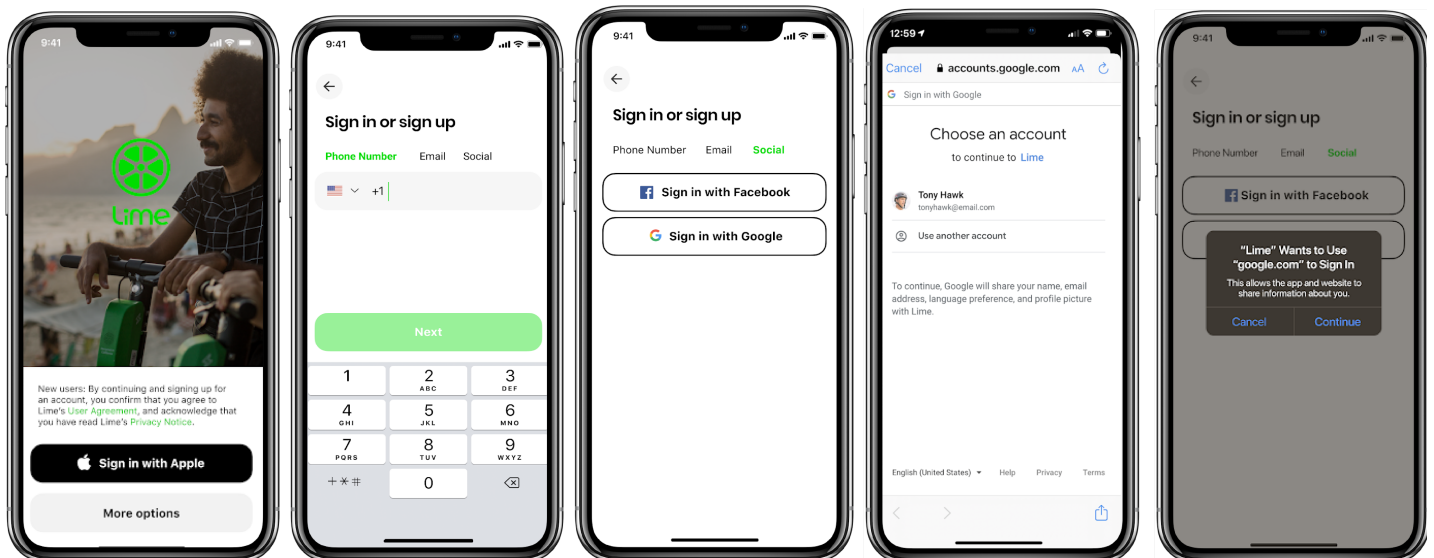 9:41
Lime
New users: By continuing and signing up for
an account, you confirm that you agree to
Lime's User Agreement, and acknowledge that
you have read Lime's Privacy Notice.
Sign in with Apple
More options
9:41
Sign in or sign up
Phone Number Email Social
+1
Next
1 2 3
ABC DEF
4 5 6
GHI JKL MNO
7 8 9
PQRS TUV WXYZ
+*# 0
9:41
Sign in or sign up
Phone Number Email Social
Sign in with Facebook
Sign in with Google
12:59
Cancel accounts.google.com AA
Sign in with Google
Choose an account
to continue to Lime
Tony Hawk
tonyhawk@email.com
Use another account
To continue, Google will share your name, email
address, language preference, and profile picture
with Lime.
English (United States) Help Privacy Terms
9:41
Sign in or sign up
Phone Number Email Social
Sign in with Facebook
"Lime" Wants to Use
"google.com" to Sign In
This allows the app and website to
share information about you.
Cancel Continue